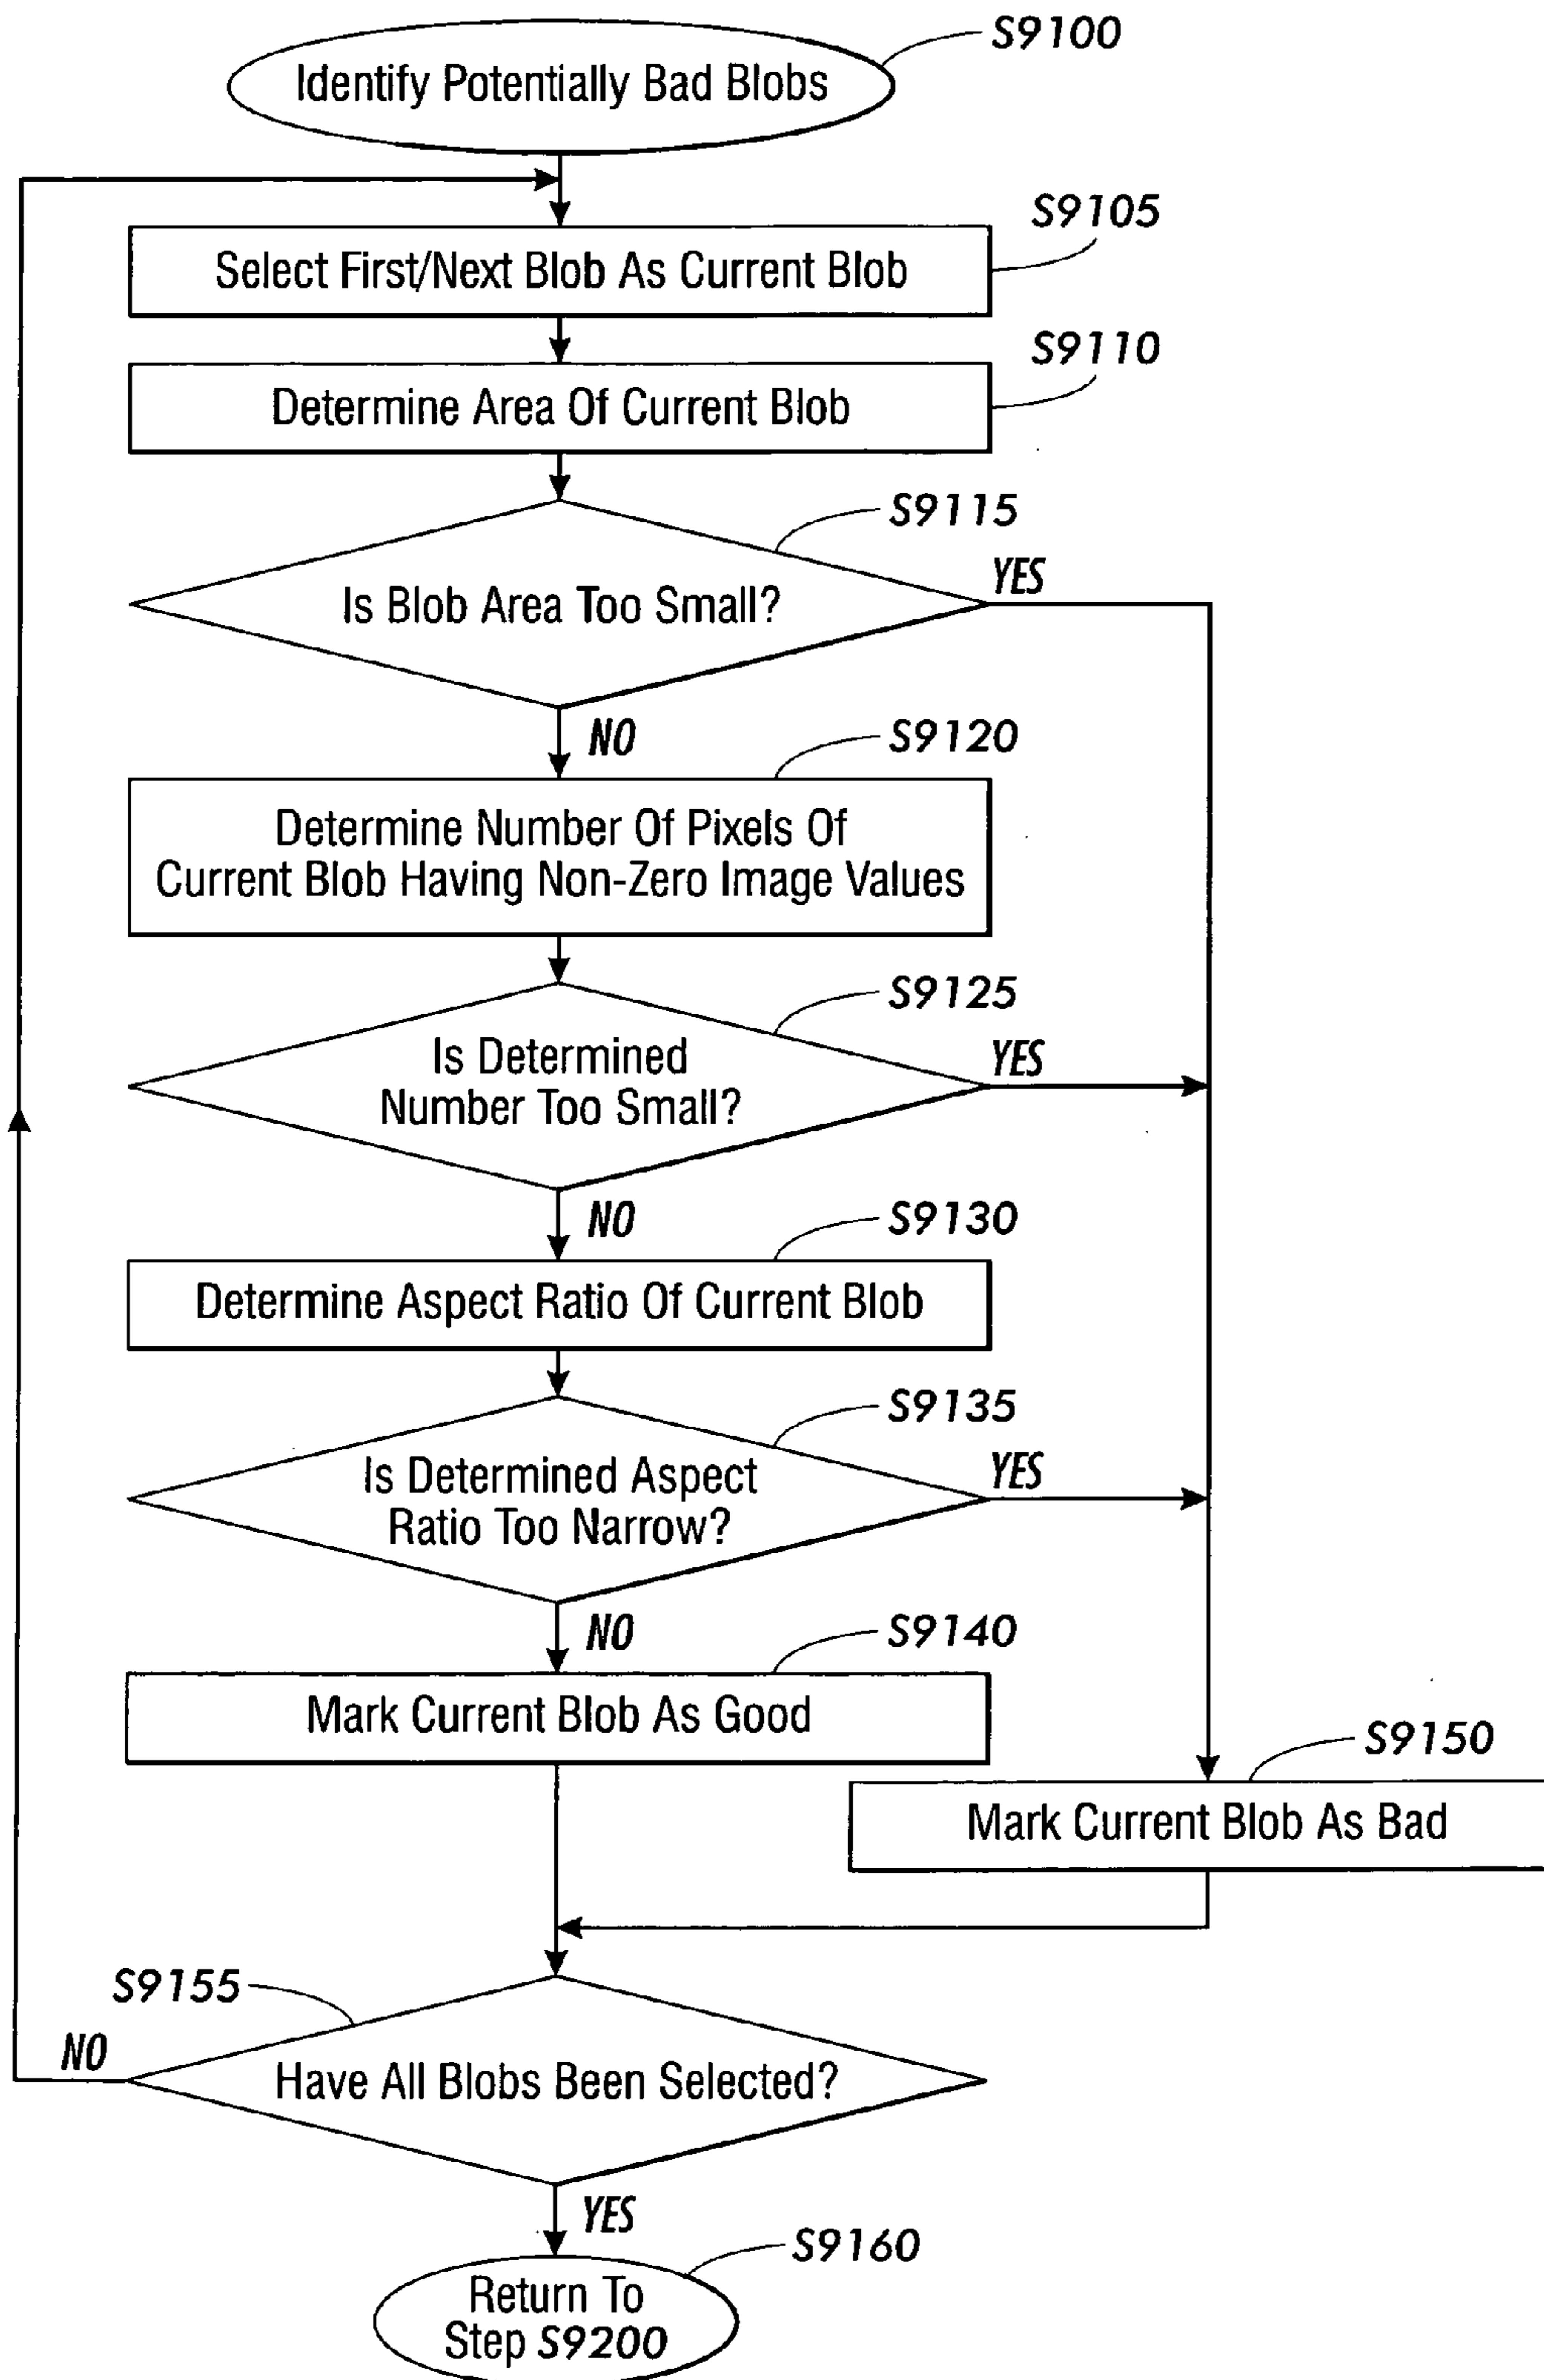 S9100
Identify Potentially Bad Blobs
S9105
Select First/Next Blob As Current Blob
S9110
Determine Area Of Current Blob
S9115
Is Blob Area Too Small?
YES
NO
S9120
Determine Number Of Pixels Of
Current Blob Having Non-Zero Image Values
S9125
Is Determined
Number Too Small?
YES
NO
S9130
Determine Aspect Ratio Of Current Blob
S9135
Is Determined Aspect
Ratio Too Narrow?
YES
NO
S9140
Mark Current Blob As Good
S9150
Mark Current Blob As Bad
S9155
NO
Have All Blobs Been Selected?
YES
S9160
Return To
Step S9200